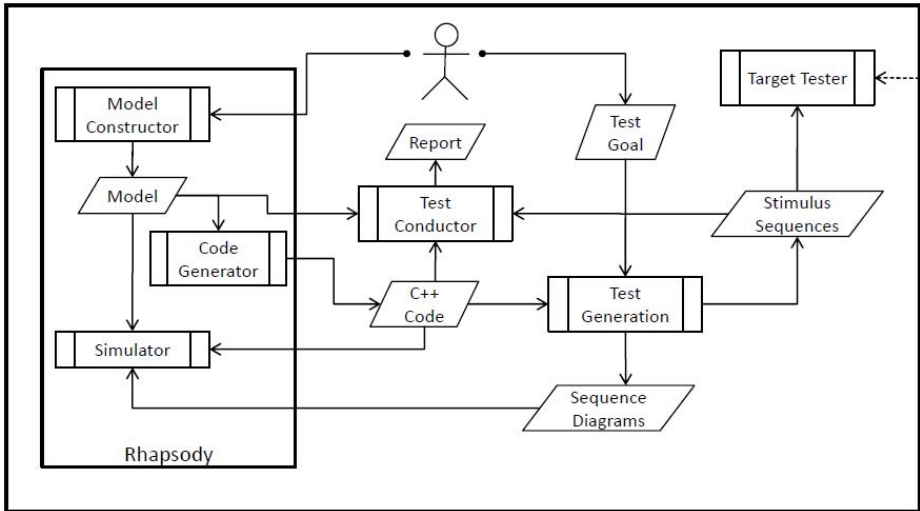 Model
Constructor
Target Tester
Test
Goal
Report
Model
Test
Conductor
Stimulus
Sequences
Code
Generator
C++
Code
Test
Generation
Simulator
Sequence
Diagrams
Rhapsody